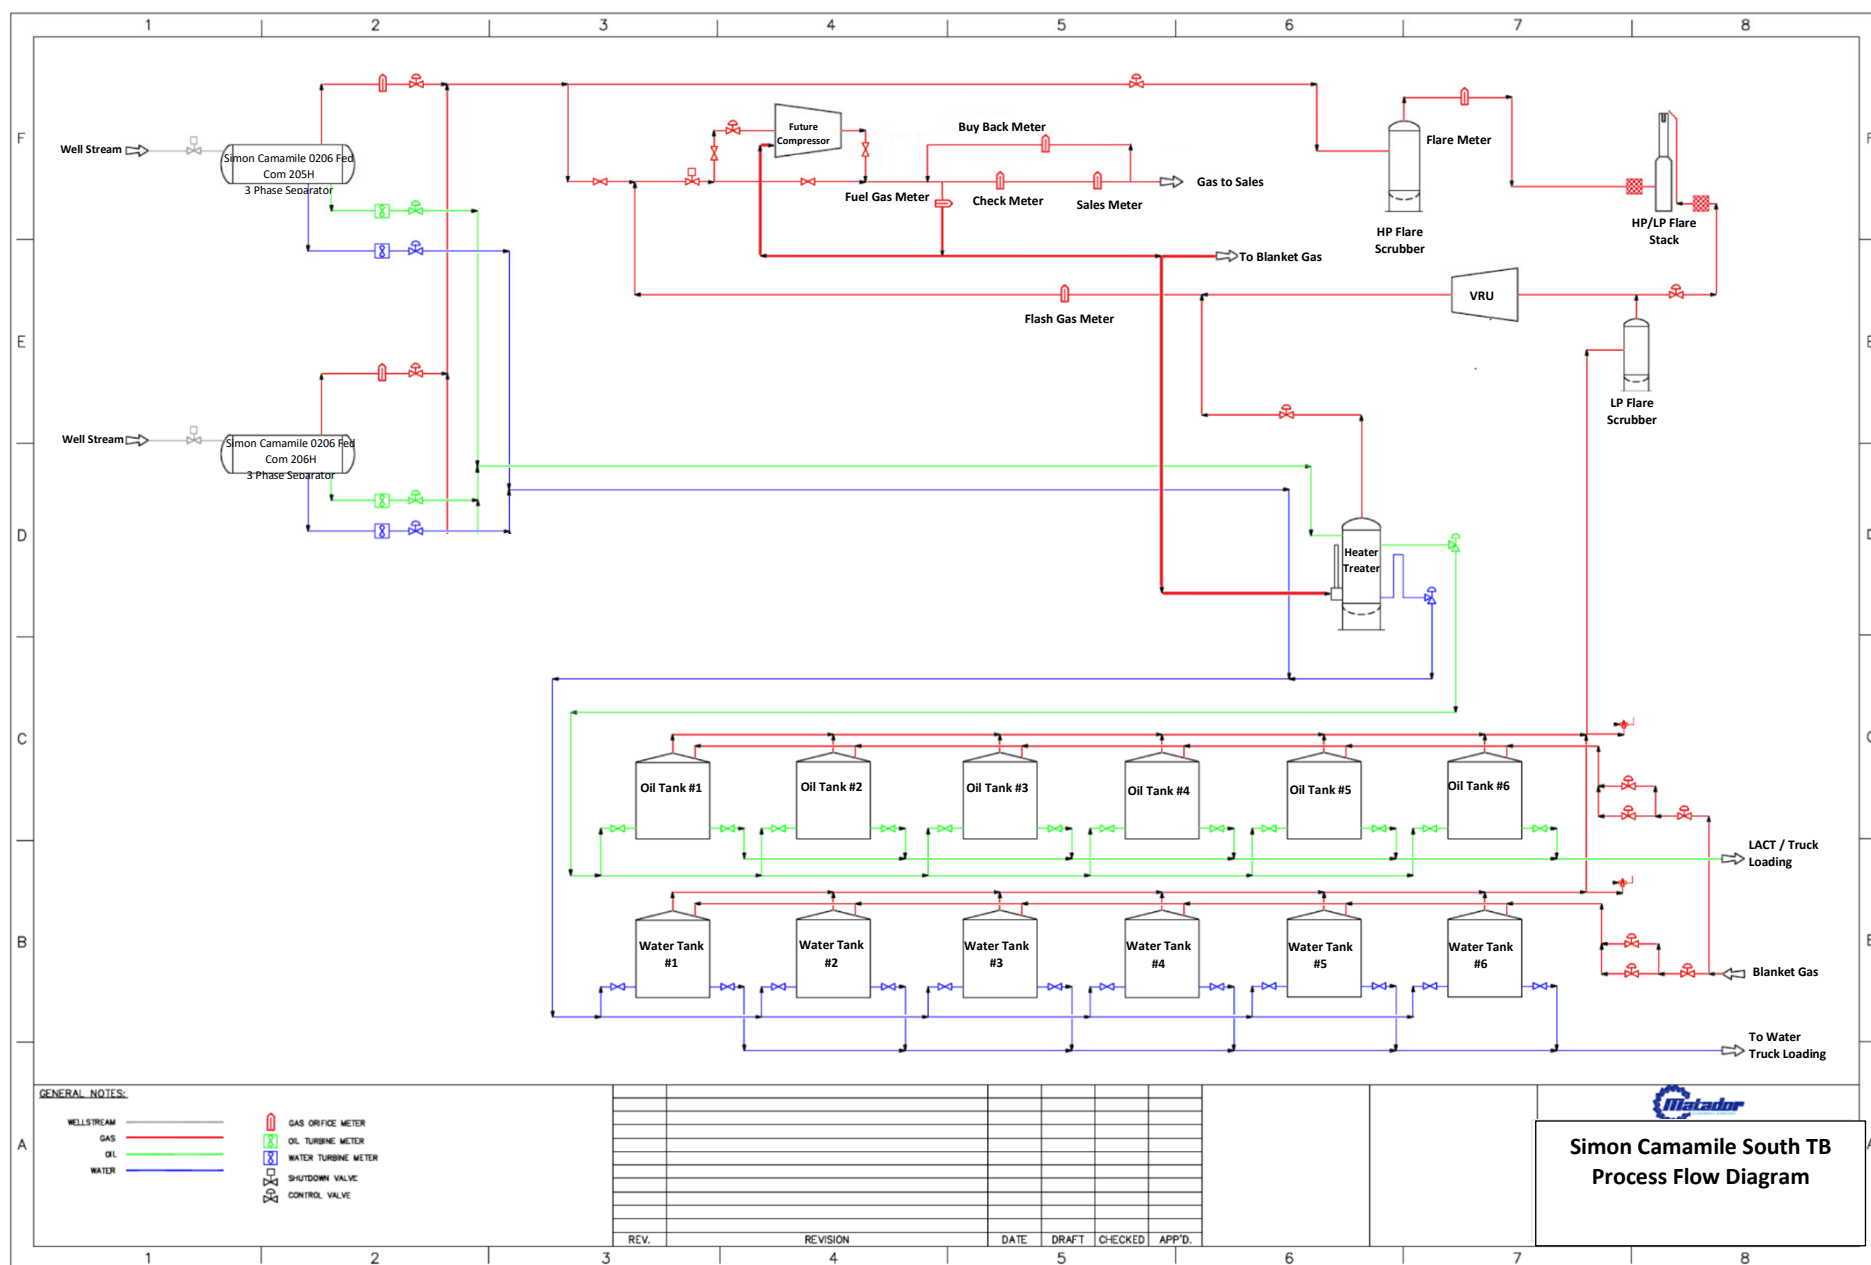 1 2 3 4 5 6 7 8
F
Well Stream
Simon Camamile 0206 Fed
Com 205H
3 Phase Separator
Future
Compressor
Buy Back Meter
Fuel Gas Meter
Check Meter
Sales Meter
Gas to Sales
To Blanket Gas
Flare Meter
HP Flare
Scrubber
HP/LP Flare
Stack
F
E
Flash Gas Meter
VRU
LP Flare
Scrubber
E
Well Stream
Simon Camamile 0206 Fed
Com 206H
3 Phase Separator
D
Heater
Treater
D
C
Oil Tank #1
Oil Tank #2
Oil Tank #3
Oil Tank #4
Oil Tank #5
Oil Tank #6
C
LACT / Truck
Loading
B
Water Tank
#1
Water Tank
#2
Water Tank
#3
Water Tank
#4
Water Tank
#5
Water Tank
#6
Blanket Gas
B
To Water
Truck Loading
A
GENERAL NOTES:
WELLSTREAM
GAS
OIL
WATER
GAS ORIFICE METER
OIL TURBINE METER
WATER TURBINE METER
SHUTDOWN VALVE
CONTROL VALVE
REV. REVISION DATE DRAFT CHECKED APP'D.
Matador
Simon Camamile South TB
Process Flow Diagram
A
1 2 3 4 5 6 7 8